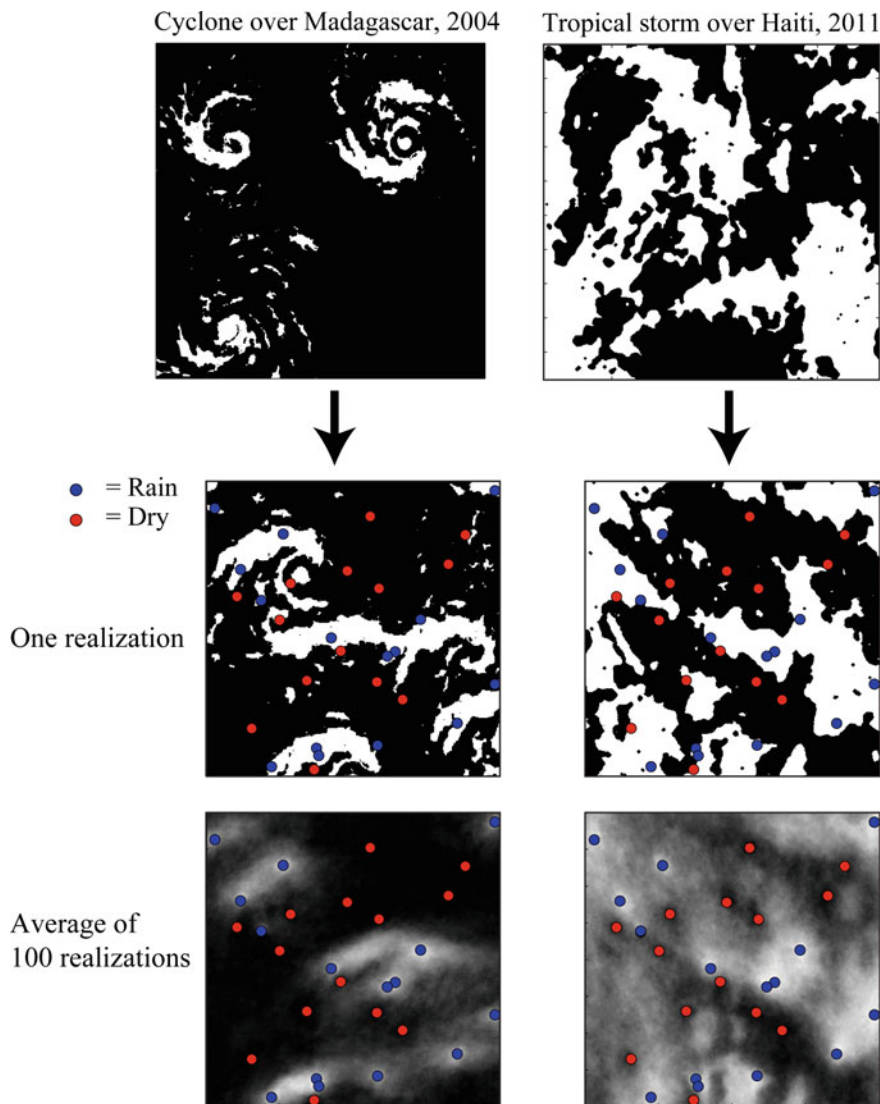 Cyclone over Madagascar, 2004
Tropical storm over Haiti, 2011
= Rain
= Dry
One realization
Average of
100 realizations